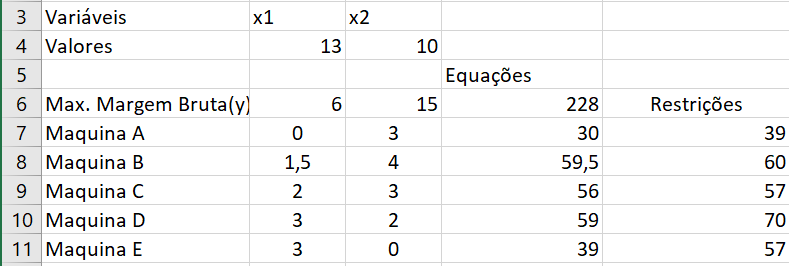 3 Variáveis x1 x2
4 Valores 13 10
5 Equações
6 Max. Margem Bruta(y) 6 15 228 Restrições
7 Maquina A 0 3 30 39
8 Maquina B 1,5 4 59,5 60
9 Maquina C 2 3 56 57
10 Maquina D 3 2 59 70
11 Maquina E 3 0 39 57